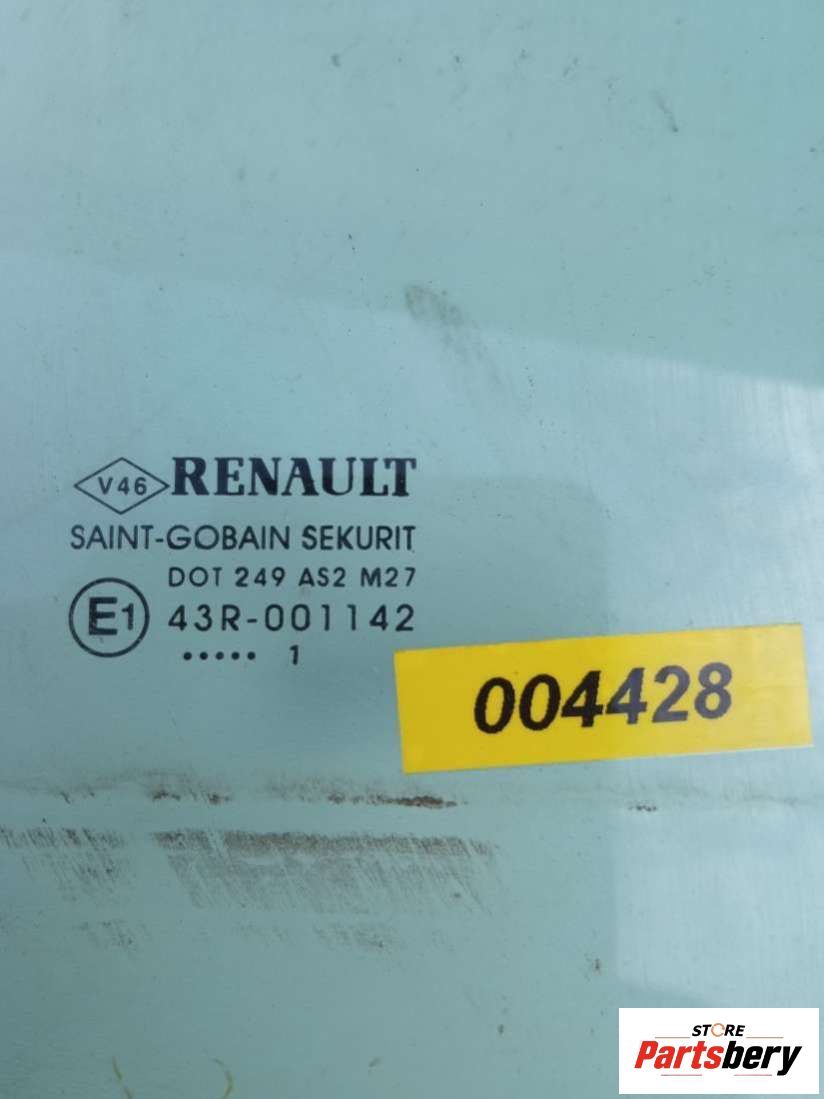 V46 RENAULT
SAINT-GOBAIN SEKURIT
DOT 249 AS2 M27
E1 43R-001142
••••• 1
004428
STORE
Partsbery